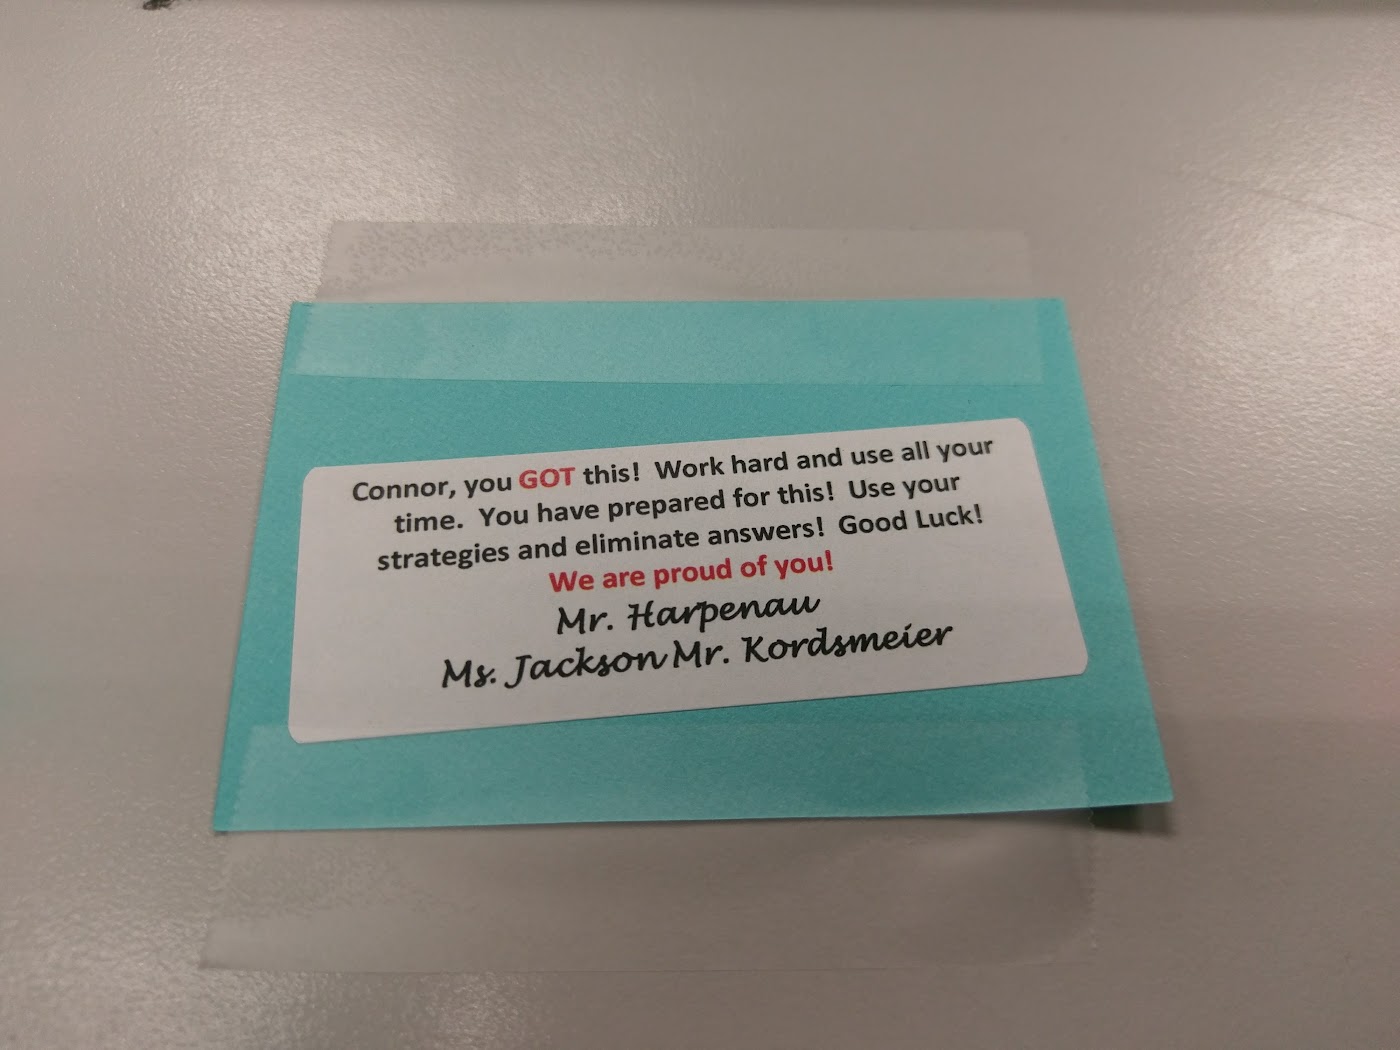 Connor, you GOT this! Work hard and use all your
time. You have prepared for this! Use your
strategies and eliminate answers! Good Luck!
We are proud of you!
Mr. Harpenau
Ms. Jackson Mr. Kordsmeier